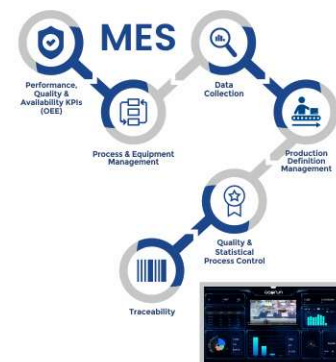 MES
Performance,
Quality &
Availability KPIs
(OEE)
Data
Collection
Process & Equipment
Management
Production
Definition
Management
Quality &
Statistical
Process Control
Traceability